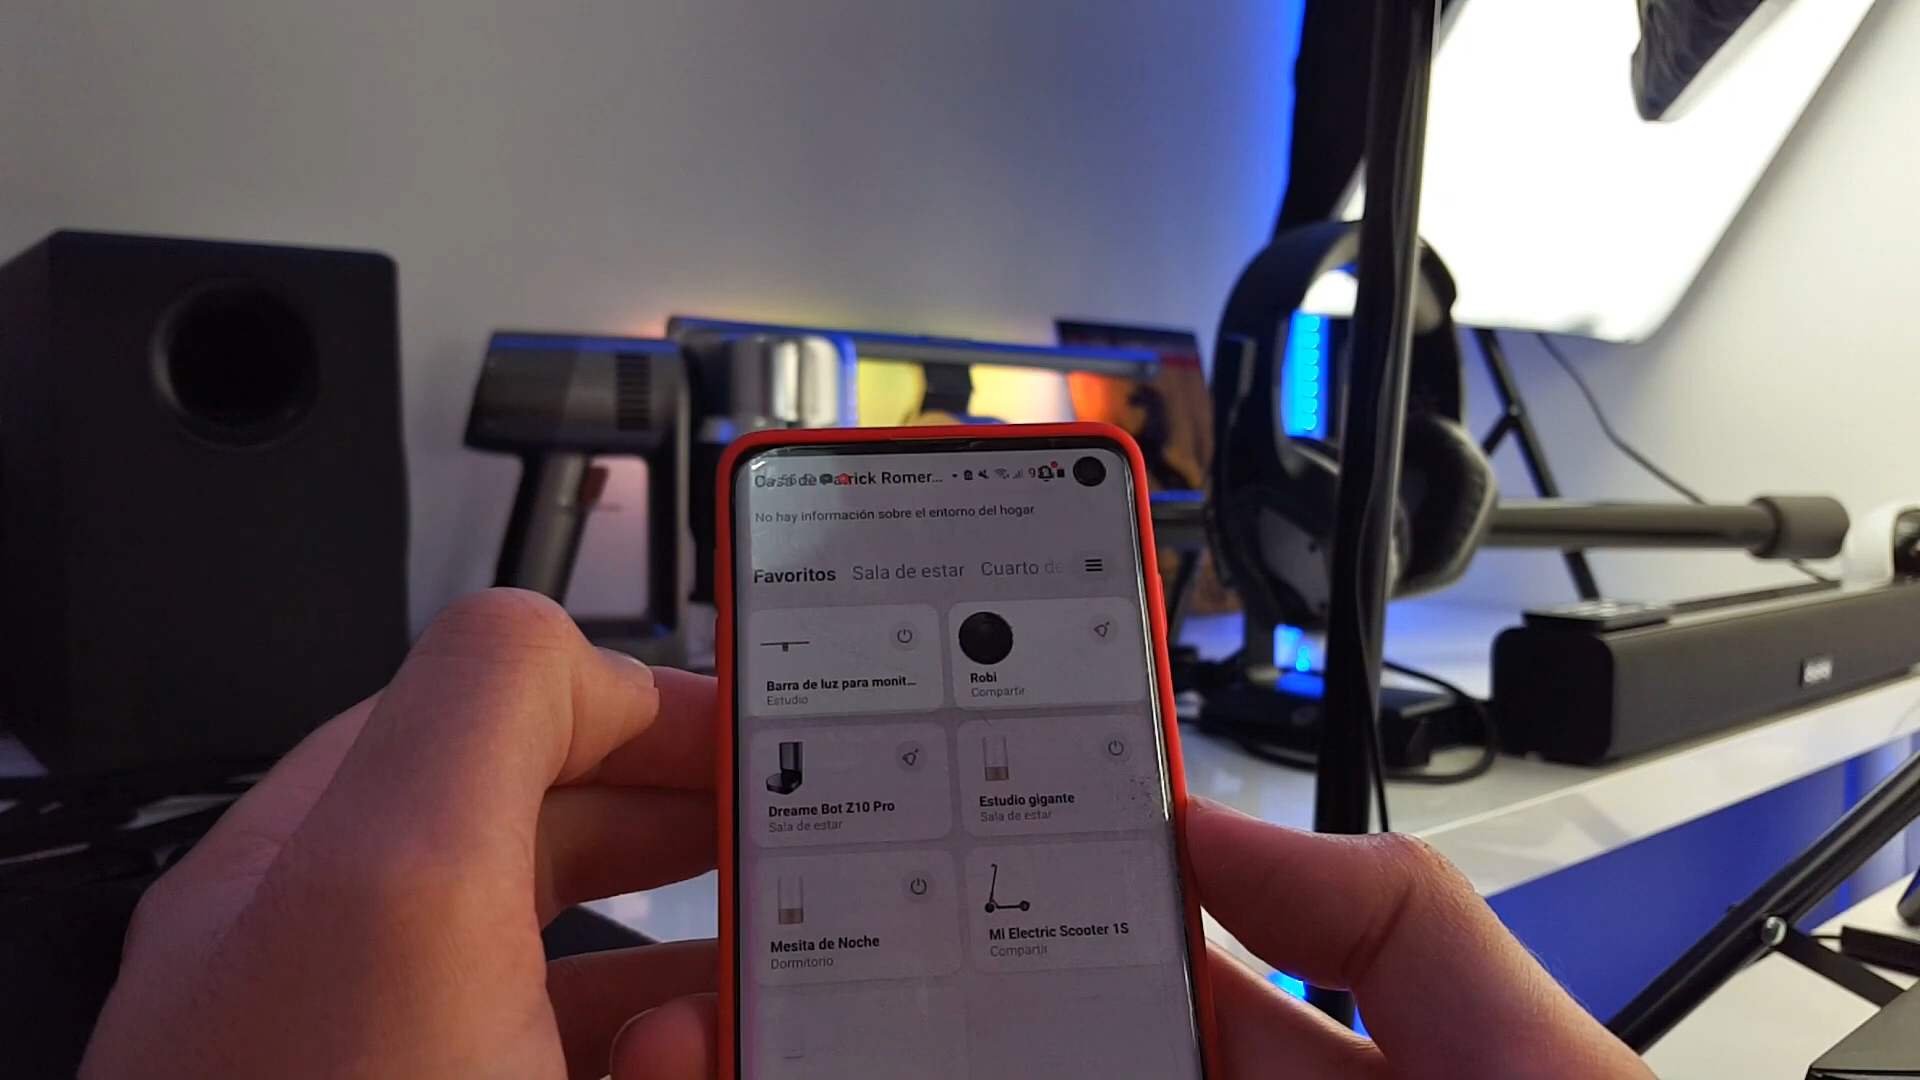 Casa de Patrick Romer...
No hay información sobre el entorno del hogar
Favoritos Sala de estar Cuarto de
Barra de luz para monit...
Estudio
Robi
Compartir
Dreame Bot Z10 Pro
Sala de estar
Estudio gigante
Sala de estar
Mesita de Noche
Dormitorio
Mi Electric Scooter 1S
Compartir